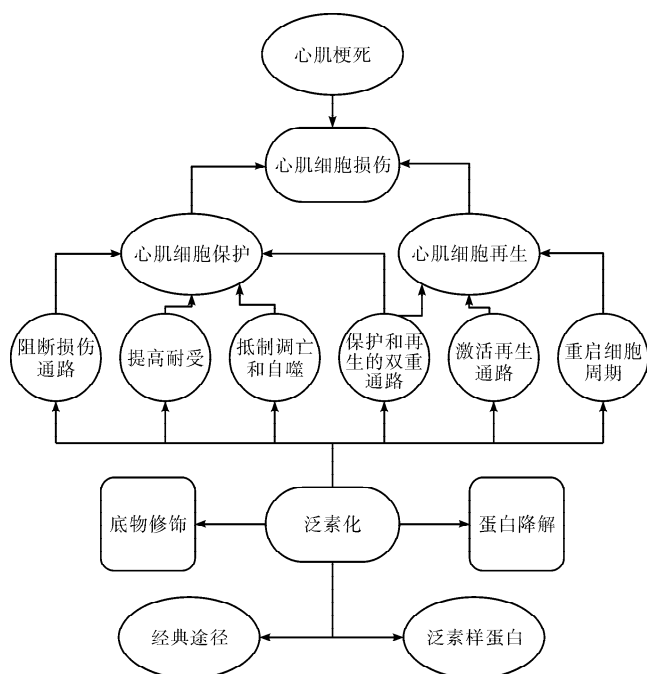 心肌梗死
心肌细胞损伤
心肌细胞保护
心肌细胞再生
阻断损伤
通路
提高耐受
抵制调亡
和自噬
保护和再
生的双重
通路
激活再生
通路
重启细胞
周期
底物修饰
泛素化
蛋白降解
经典途径
泛素样蛋白